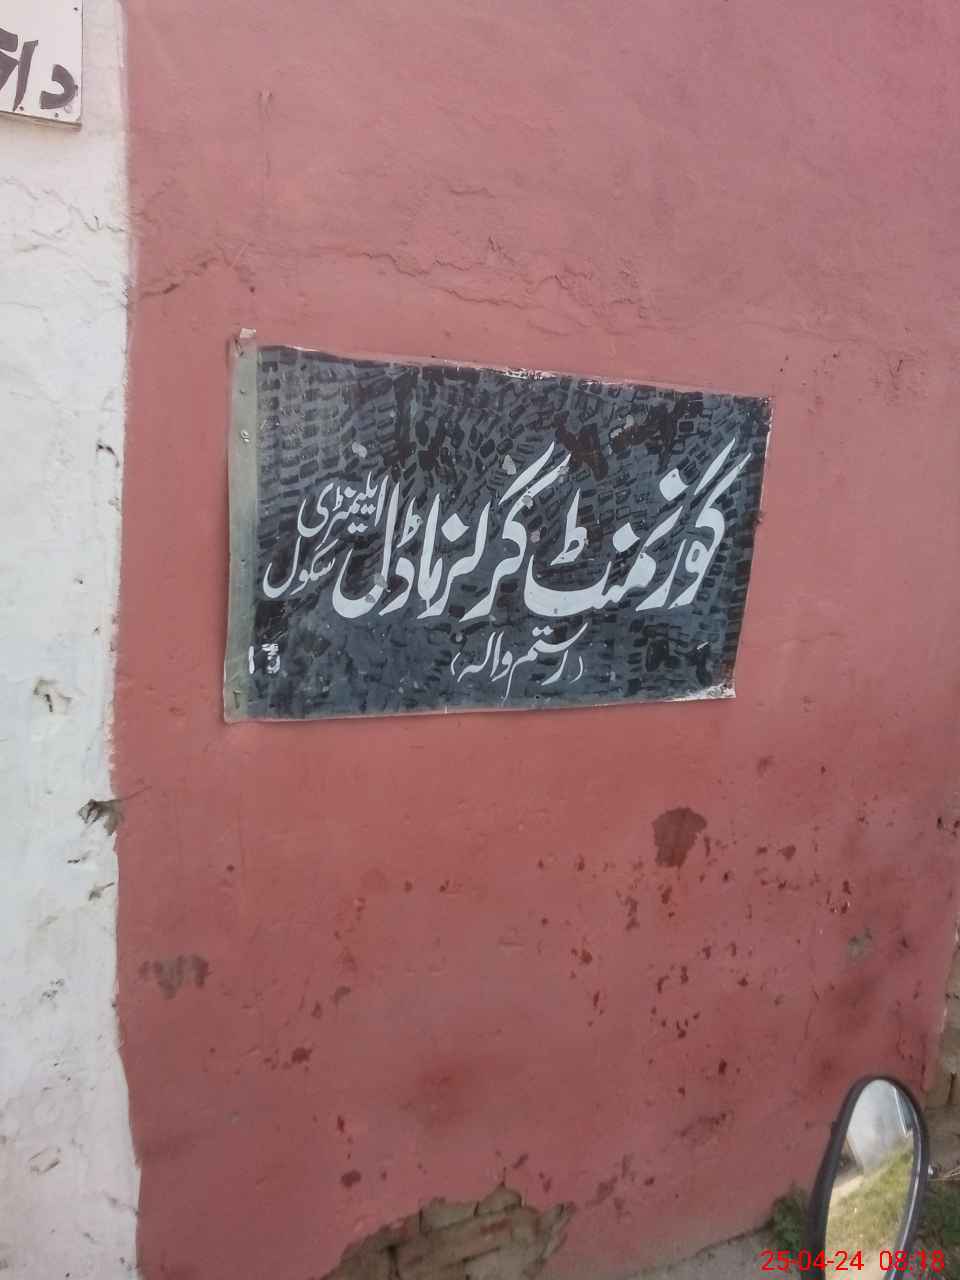 گورنمنٹ گرلز ماڈل ایلیمنٹری سکول
(رستم والہ)
25-04-24 08:18